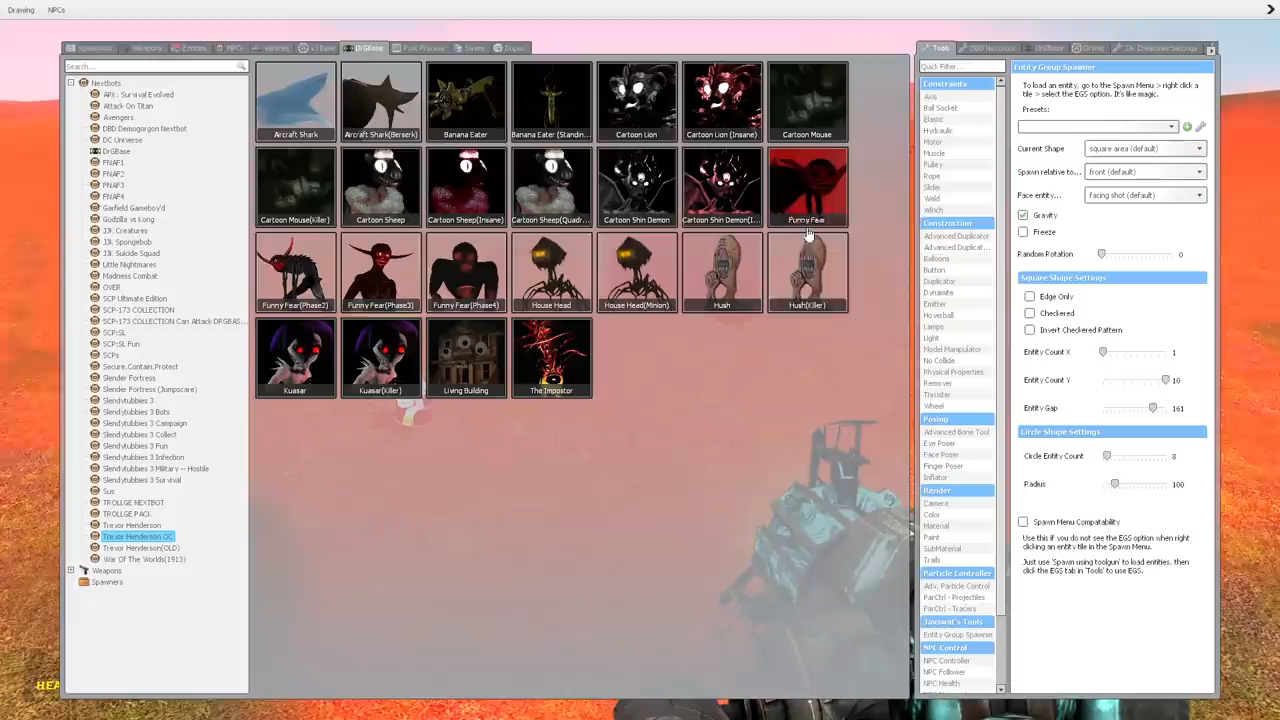 Drawing NPCs
Weapons
Entities
NPCs
Vehicles
DrGBase
Post Process
Saves
Dupes
Search...
Nextbots
ARK: Survival Evolved
Attack On Titan
Avengers
DBD Demogorgon Nextbot
DC Universe
DrGBase
FNAF1
FNAF2
FNAF3
FNAF4
Garfield Gameboy'd
Godzilla vs Kong
JJk Creatures
JJk Spongebob
JJk Suicide Squad
Little Nightmares
Madness Combat
OVER
SCP Ultimate Edition
SCP-173 COLLECTION
SCP-173 COLLECTION Can Attack DRGBAS...
SCP:SL
SCP:SL Fun
SCPs
Secure.Contain.Protect
Slender Fortress
Slender Fortress (Jumpscare)
Slendytubbies 3
Slendytubbies 3 Bots
Slendytubbies 3 Campaign
Slendytubbies 3 Collect
Slendytubbies 3 Fun
Slendytubbies 3 Infection
Slendytubbies 3 Military -- Hostile
Slendytubbies 3 Survival
Sus
TROLLGE NEXTBOT
TROLLGE PACK
Trevor Henderson
Trevor Henderson OC
Trevor Henderson(OLD)
War Of The Worlds(1913)
Weapons
Spawners
Aircraft Shark
Aircraft Shark(Berserk)
Banana Eater
Banana Eater (Standin...
Cartoon Lion
Cartoon Lion (Insane)
Cartoon Mouse
Cartoon Mouse(Killer)
Cartoon Sheep
Cartoon Sheep(Insane)
Cartoon Sheep(Quadr...
Cartoon Shin Demon
Cartoon Shin Demon(I...
Funny Fear
Funny Fear(Phase2)
Funny Fear(Phase3)
Funny Fear(Phase4)
House Head
House Head(Minion)
Hush
Hush(Killer)
Kuasar
Kuasar(Killer)
Living Building
The Impostor
Tools
DrGBase
Quick Filter...
Constraints
Axis
Ball Socket
Elastic
Hydraulic
Motor
Muscle
Pulley
Rope
Slider
Weld
Winch
Construction
Advanced Duplicator
Advanced Duplicat...
Balloons
Button
Duplicator
Dynamite
Emitter
Hoverball
Lamps
Light
Model Manipulator
No Collide
Physical Properties
Remover
Thruster
Wheel
Posing
Advanced Bone Tool
Eye Poser
Face Poser
Finger Poser
Inflator
Render
Camera
Color
Material
Paint
SubMaterial
Trails
Particle Controller
Adv. Particle Control
ParCtrl - Projectiles
ParCtrl - Tracers
Jaxswat's Tools
Entity Group Spawner
NPC Control
NPC Controller
NPC Follower
NPC Health
Entity Group Spawner
To load an entity, go to the Spawn Menu > right click a
tile > select the EGS option. It's like magic.
Presets:
Current Shape square area (default)
Spawn relative to... front (default)
Face entity... facing shot (default)
Gravity
Freeze
Random Rotation 0
Square Shape Settings
Edge Only
Checkered
Invert Checkered Pattern
Entity Count X 1
Entity Count Y 10
Entity Gap 161
Circle Shape Settings
Circle Entity Count 8
Radius 100
Spawn Menu Compatability
Use this if you do not see the EGS option when right
clicking an entity tile in the Spawn Menu.
Just use 'Spawn using toolgun' to load entities, then
click the EGS tab in 'Tools' to use EGS.